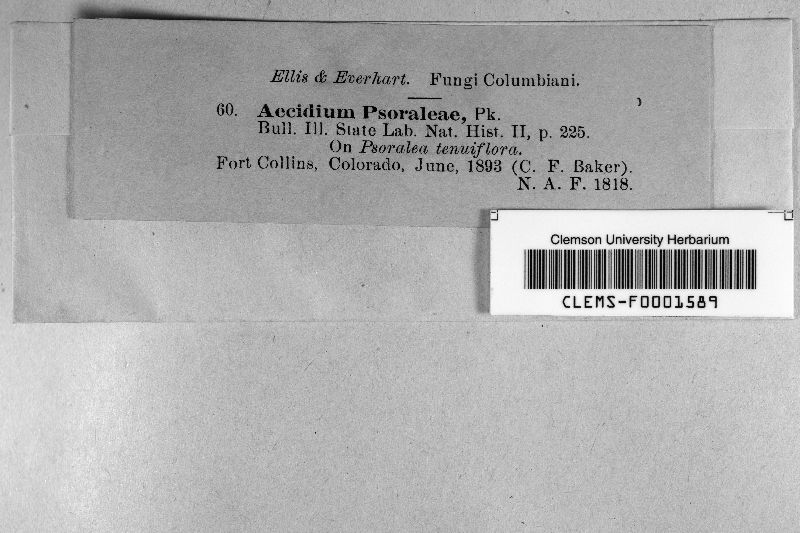 Ellis & Everhart. Fungi Columbiani.
60. Aecidium Psoraleae, Pk.
Bull. Ill. State Lab. Nat. Hist. II, p. 225.
On Psoralea tenuiflora.
Fort Collins, Colorado, June, 1893 (C. F. Baker).
N. A. F. 1818.
Clemson University Herbarium
CLEMS-F0001589